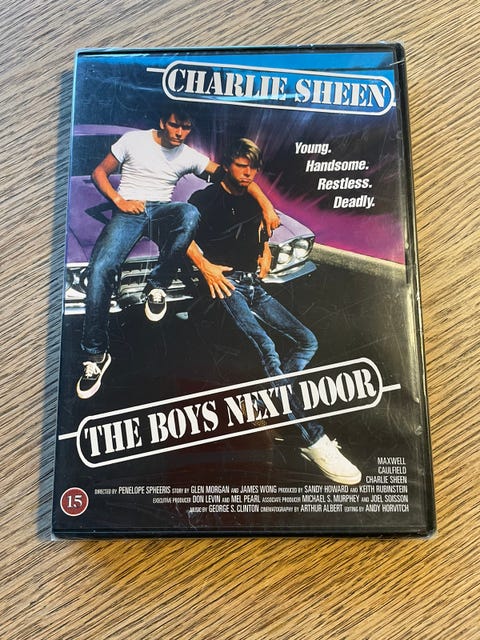 CHARLIE SHEEN
Young.
Handsome.
Restless.
Deadly.
THE BOYS NEXT DOOR
MAXWELL
CAULFIELD
CHARLIE SHEEN
DIRECTED BY PENELOPE SPHEERIS STORY BY GLEN MORGAN AND JAMES WONG PRODUCED BY SANDY HOWARD AND KEITH RUBINSTEIN
EXECUTIVE PRODUCER DON LEVIN AND MEL PEARL ASSOCIATE PRODUCER MICHAEL S. MURPHEY AND JOEL SOISSON
MUSIC BY GEORGE S. CLINTON CINEMATOGRAPHY BY ARTHUR ALBERT EDITING BY ANDY HORVITCH
15